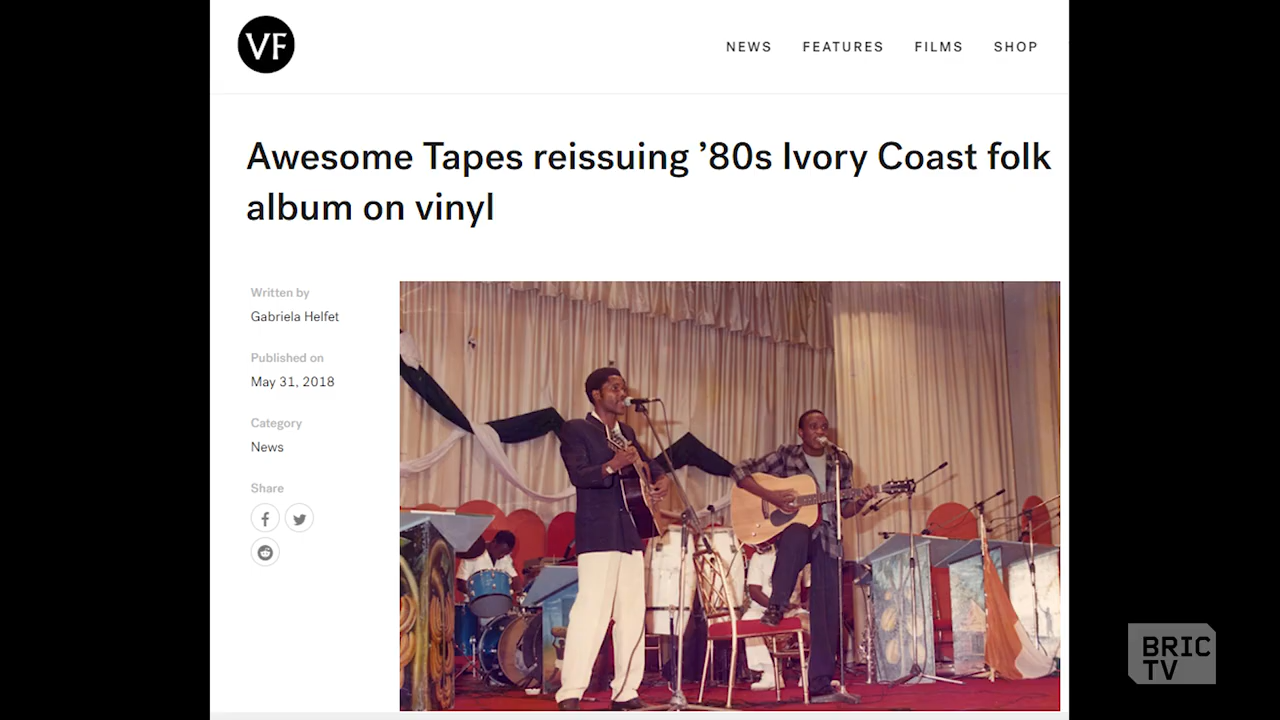 VF
NEWS
FEATURES
FILMS
SHOP
Awesome Tapes reissuing ’80s Ivory Coast folk
album on vinyl
Written by
Gabriela Helfet
Published on
May 31, 2018
Category
News
Share
BRIC
TV